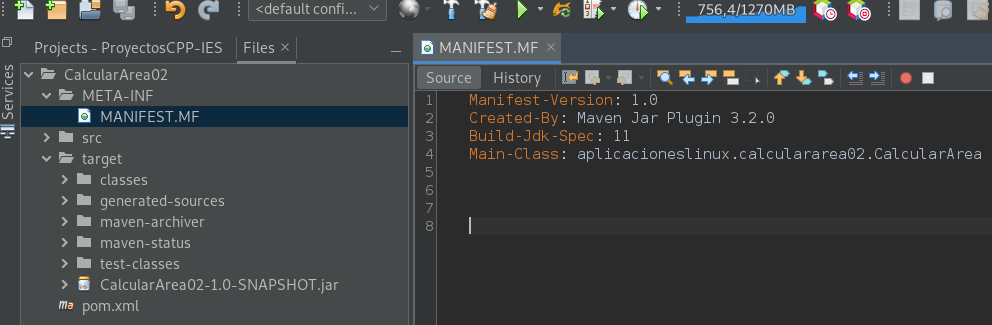 <default confi...
756,4/1270MB
Services
Projects - ProyectosCPP-IES
Files
CalcularArea02
META-INF
MANIFEST.MF
src
target
classes
generated-sources
maven-archiver
maven-status
test-classes
CalcularArea02-1.0-SNAPSHOT.jar
pom.xml
MANIFEST.MF
Source
History
1 Manifest-Version: 1.0
2 Created-By: Maven Jar Plugin 3.2.0
3 Build-Jdk-Spec: 11
4 Main-Class: aplicacioneslinux.calculararea02.CalcularArea
5
6
7
8